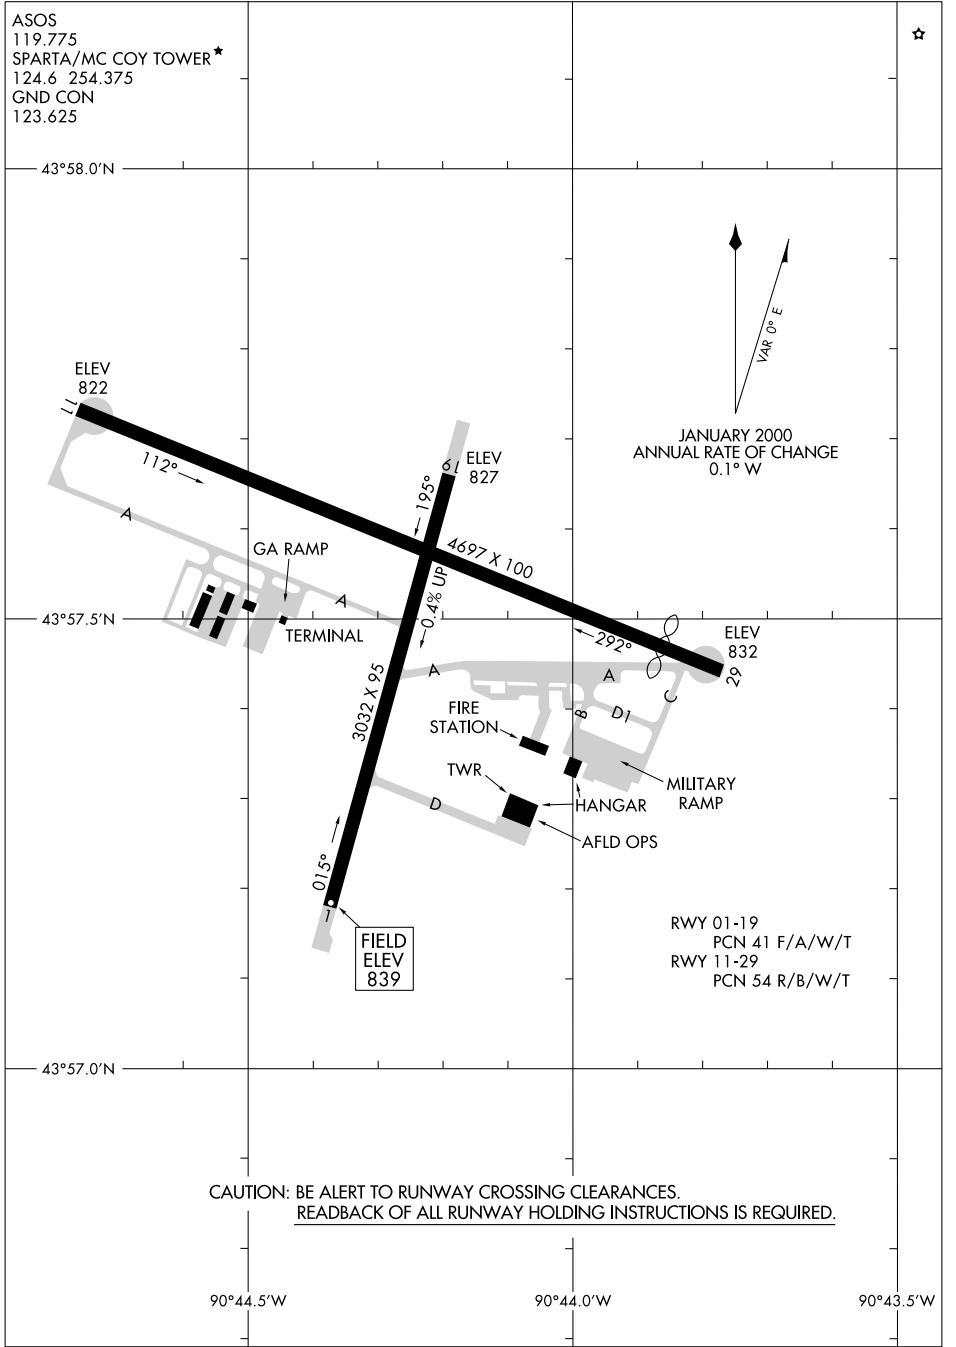 ASOS
119.775
SPARTA/MC COY TOWER★
124.6 254.375
GND CON
123.625
☆
43°58.0'N
VAR 0° E
JANUARY 2000
ANNUAL RATE OF CHANGE
0.1° W
ELEV
822
11
112°
19
ELEV
827
195°
A
GA RAMP
4697 X 100
A
0.4% UP
43°57.5'N
TERMINAL
292°
ELEV
832
29
A
A
C
3032 X 95
FIRE
STATION
B
D1
TWR
MILITARY
RAMP
D
HANGAR
AFLD OPS
015°
1
FIELD
ELEV
839
RWY 01-19
PCN 41 F/A/W/T
RWY 11-29
PCN 54 R/B/W/T
43°57.0'N
CAUTION: BE ALERT TO RUNWAY CROSSING CLEARANCES.
READBACK OF ALL RUNWAY HOLDING INSTRUCTIONS IS REQUIRED.
90°44.5'W
90°44.0'W
90°43.5'W